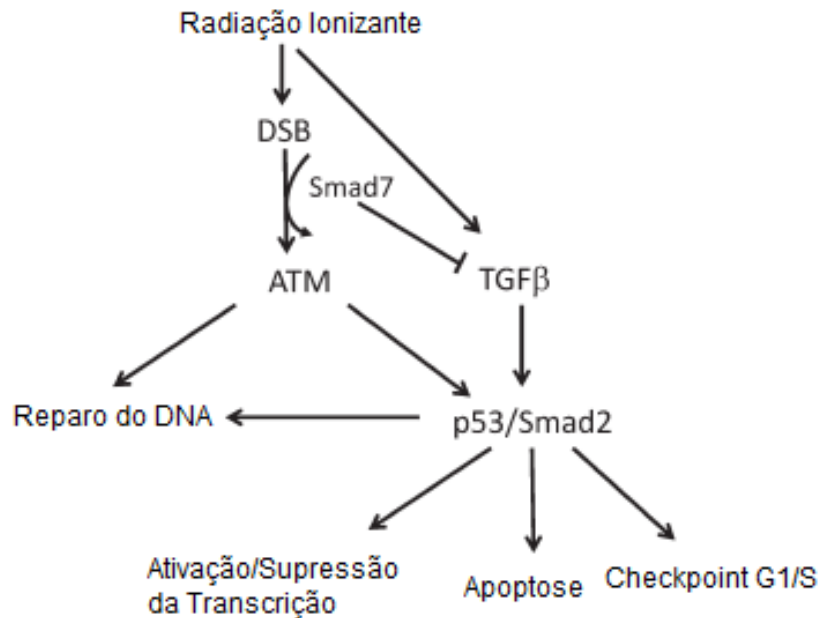 Radiação Ionizante
DSB
Smad7
ATM
TGFβ
Reparo do DNA
p53/Smad2
Ativação/Supressão
da Transcrição
Apoptose
Checkpoint G1/S